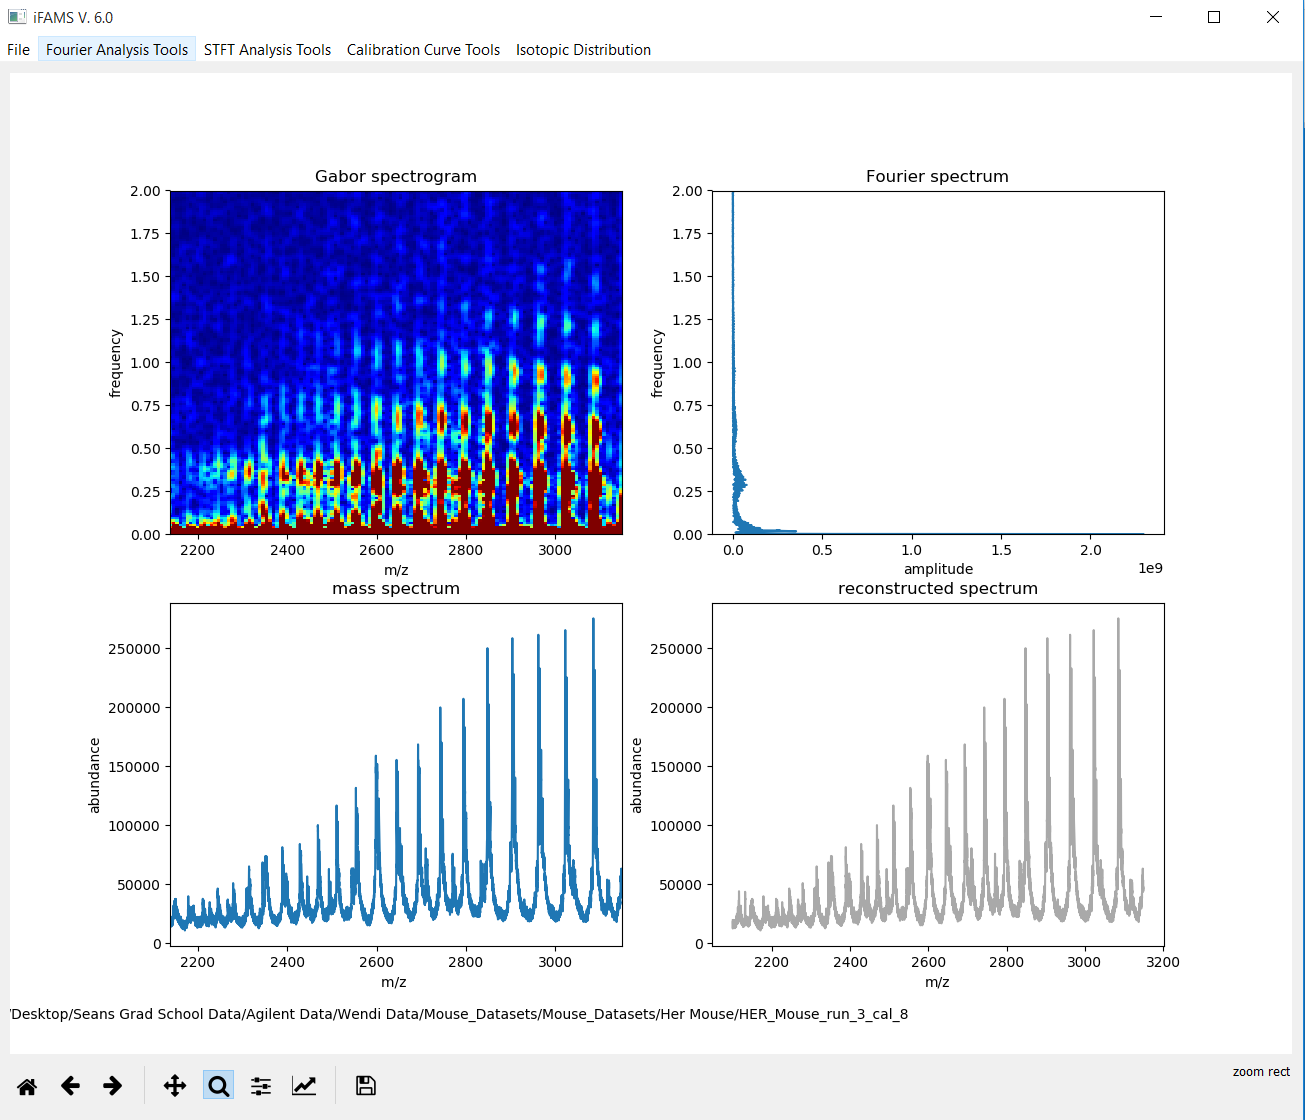 iFAMS V. 6.0
File Fourier Analysis Tools STFT Analysis Tools Calibration Curve Tools Isotopic Distribution
Gabor spectrogram
2.00
1.75
1.50
1.25
1.00
0.75
0.50
0.25
0.00
frequency
2200 2400 2600 2800 3000
m/z
Fourier spectrum
2.00
1.75
1.50
1.25
1.00
0.75
0.50
0.25
0.00
frequency
0.0 0.5 1.0 1.5 2.0
amplitude
1e9
mass spectrum
250000
200000
150000
100000
50000
0
abundance
2200 2400 2600 2800 3000
m/z
reconstructed spectrum
250000
200000
150000
100000
50000
0
abundance
2200 2400 2600 2800 3000 3200
m/z
/Desktop/Seans Grad School Data/Agilent Data/Wendi Data/Mouse_Datasets/Mouse_Datasets/Her Mouse/HER_Mouse_run_3_cal_8
zoom rect